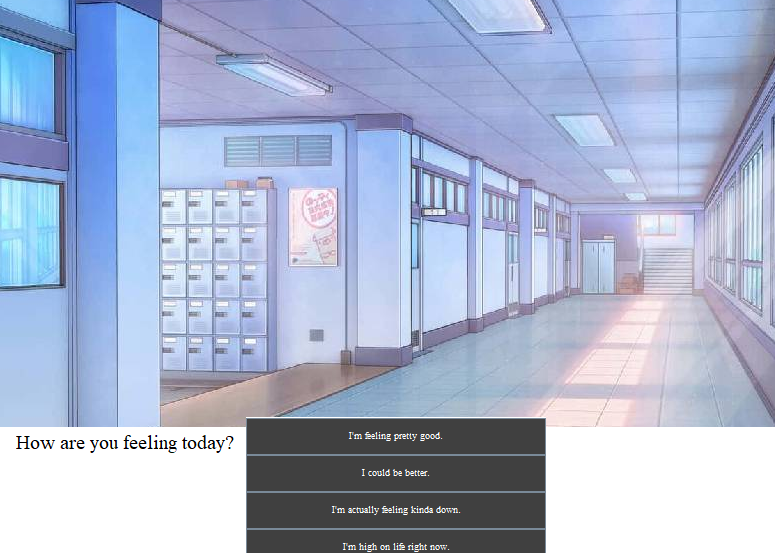 How are you feeling today?
I'm feeling pretty good.
I could be better.
I'm actually feeling kinda down.
I'm high on life right now.